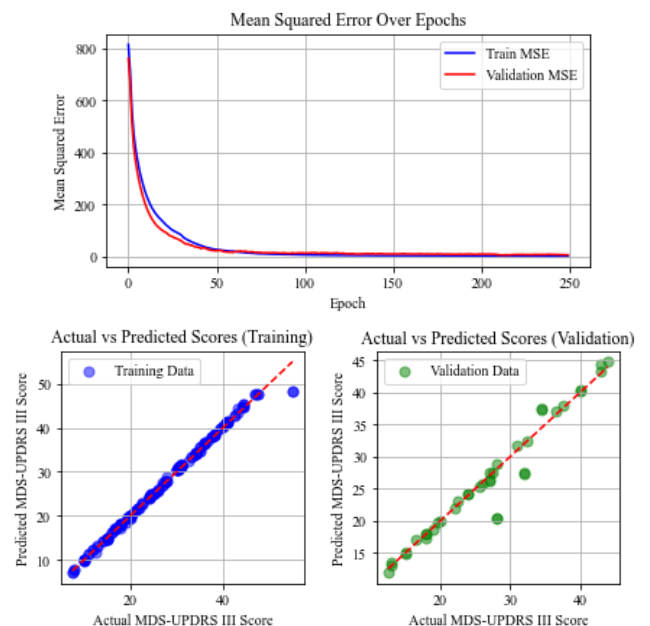 Mean Squared Error Over Epochs
Mean Squared Error
800
600
400
200
0
Train MSE
Validation MSE
0 50 100 150 200 250
Epoch
Actual vs Predicted Scores (Training)
Predicted MDS-UPDRS III Score
50
40
30
20
10
Training Data
20 40
Actual MDS-UPDRS III Score
Actual vs Predicted Scores (Validation)
Predicted MDS-UPDRS III Score
45
40
35
30
25
20
15
Validation Data
20 30 40
Actual MDS-UPDRS III Score